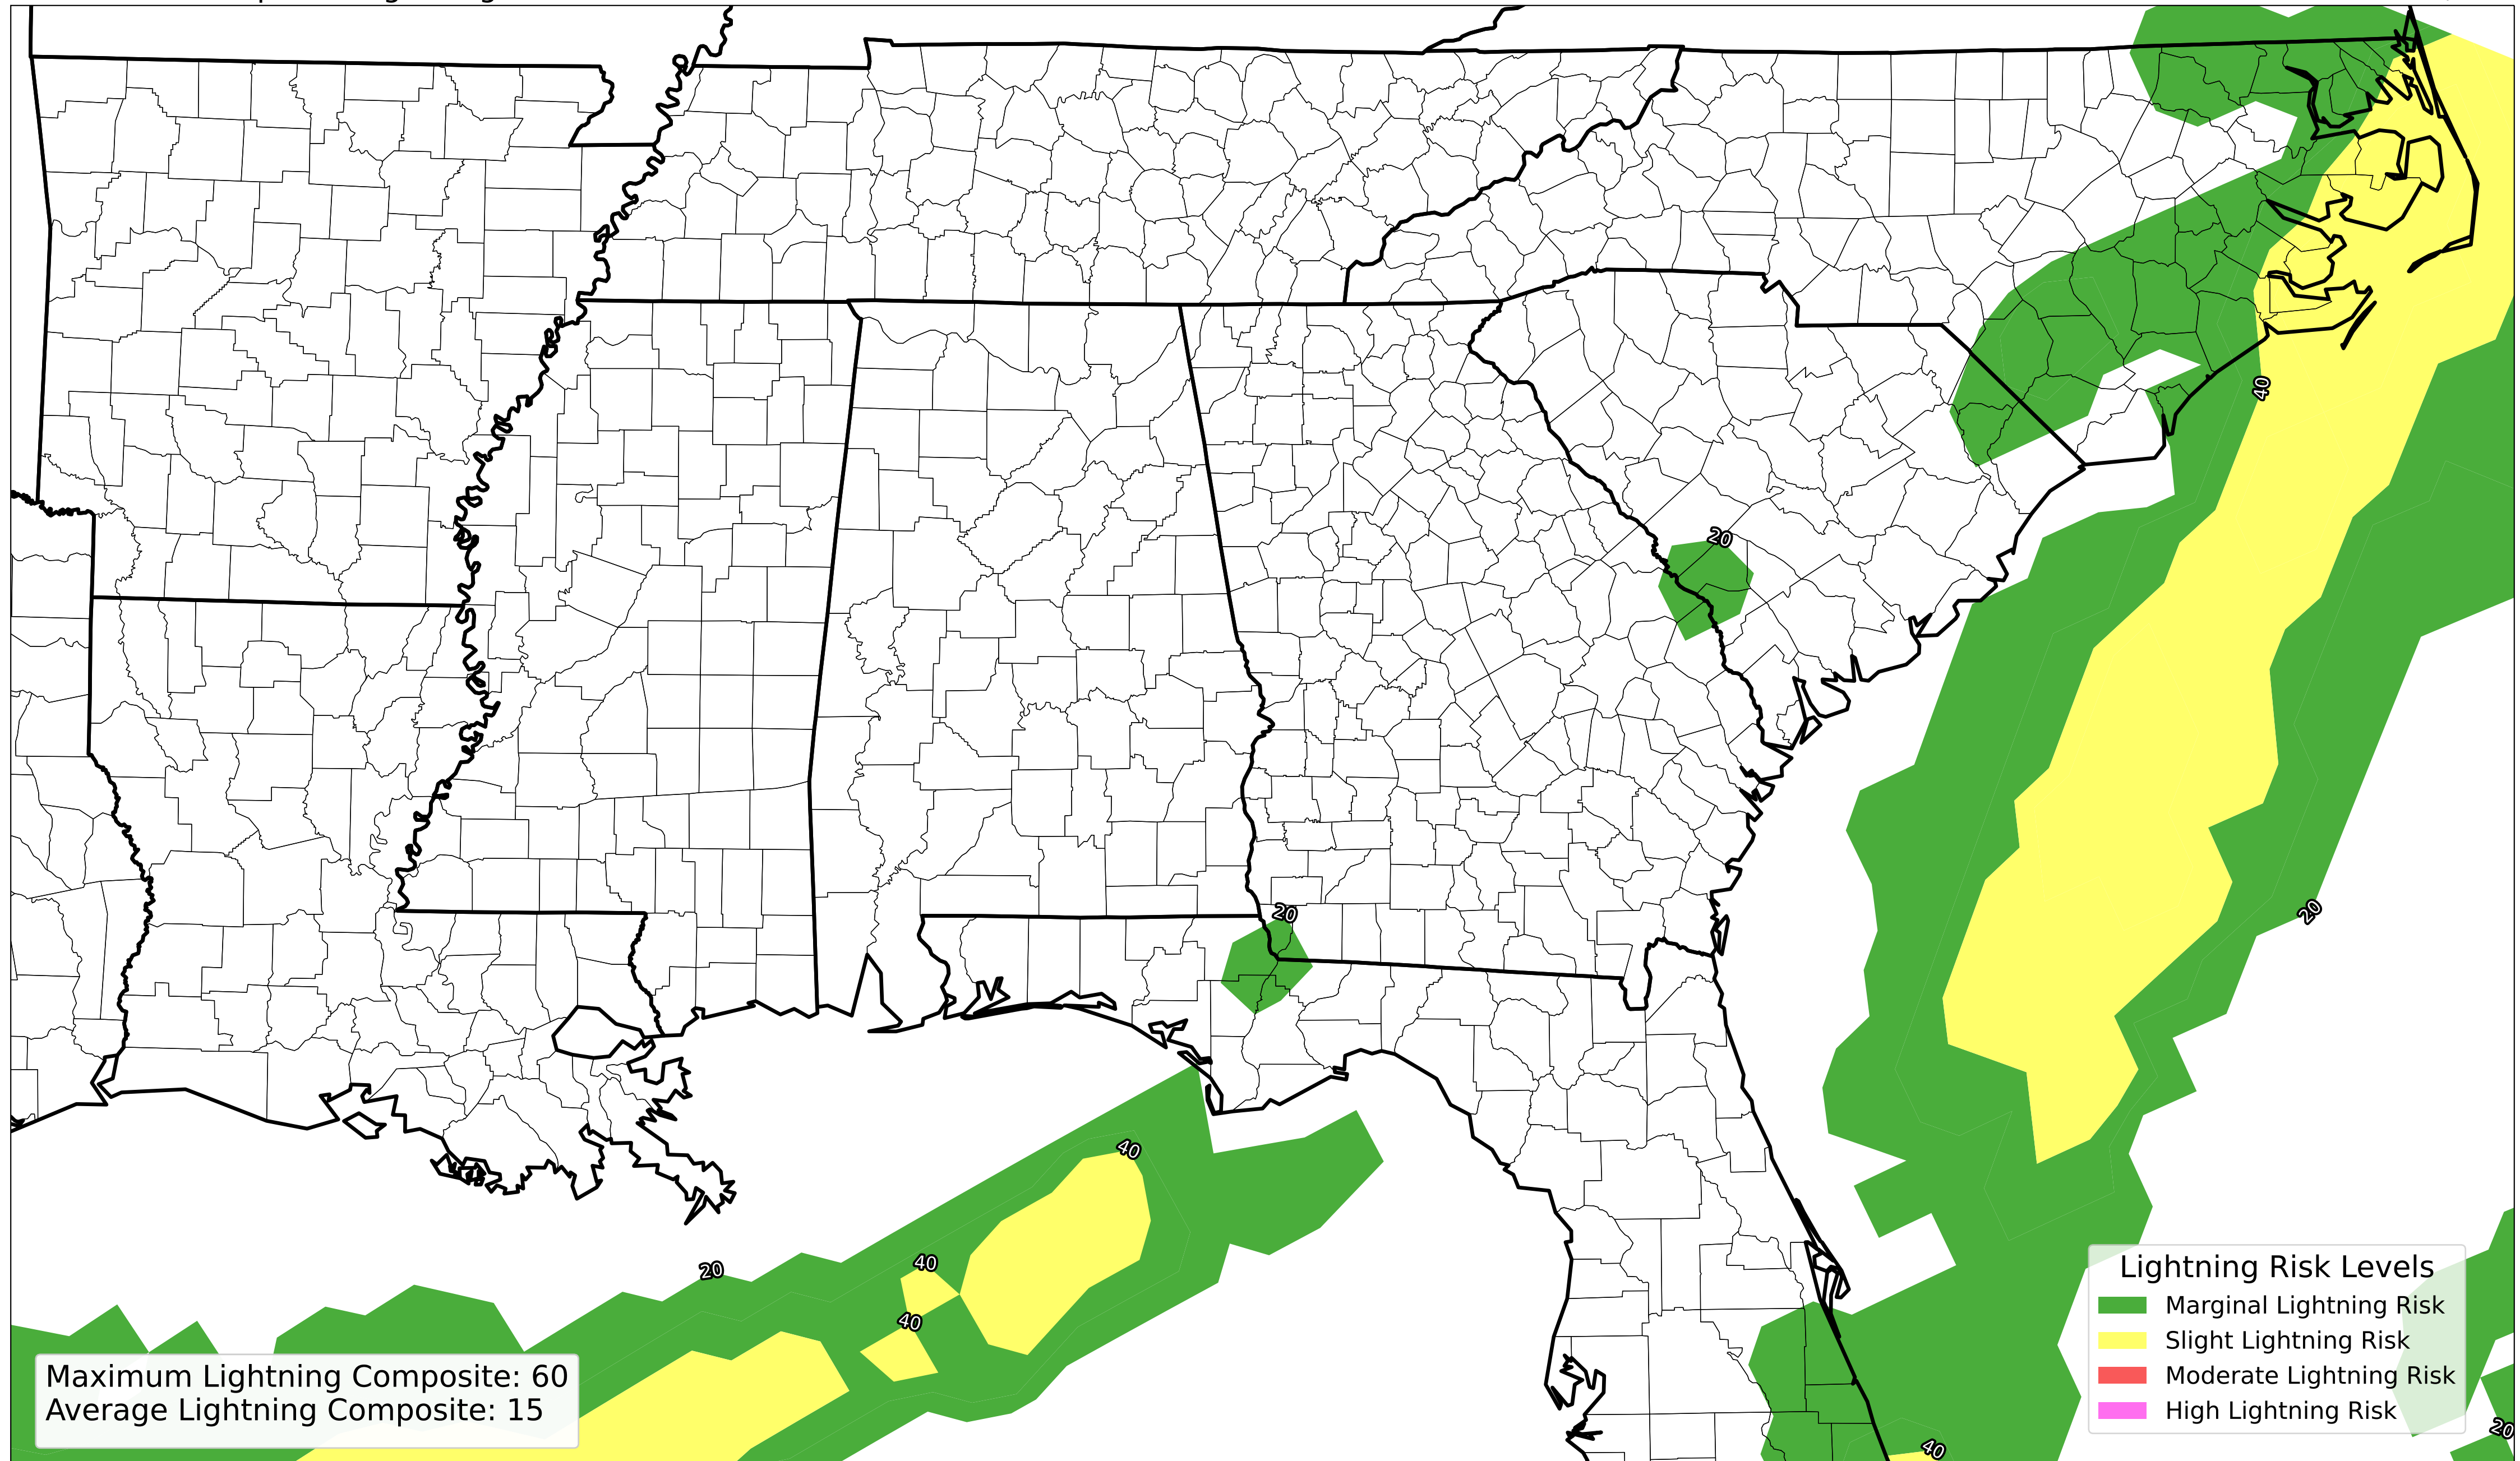 40
20
20
20
40
40
20
40
20
40
Maximum Lightning Composite: 60
Average Lightning Composite: 15
Lightning Risk Levels
Marginal Lightning Risk
Slight Lightning Risk
Moderate Lightning Risk
High Lightning Risk